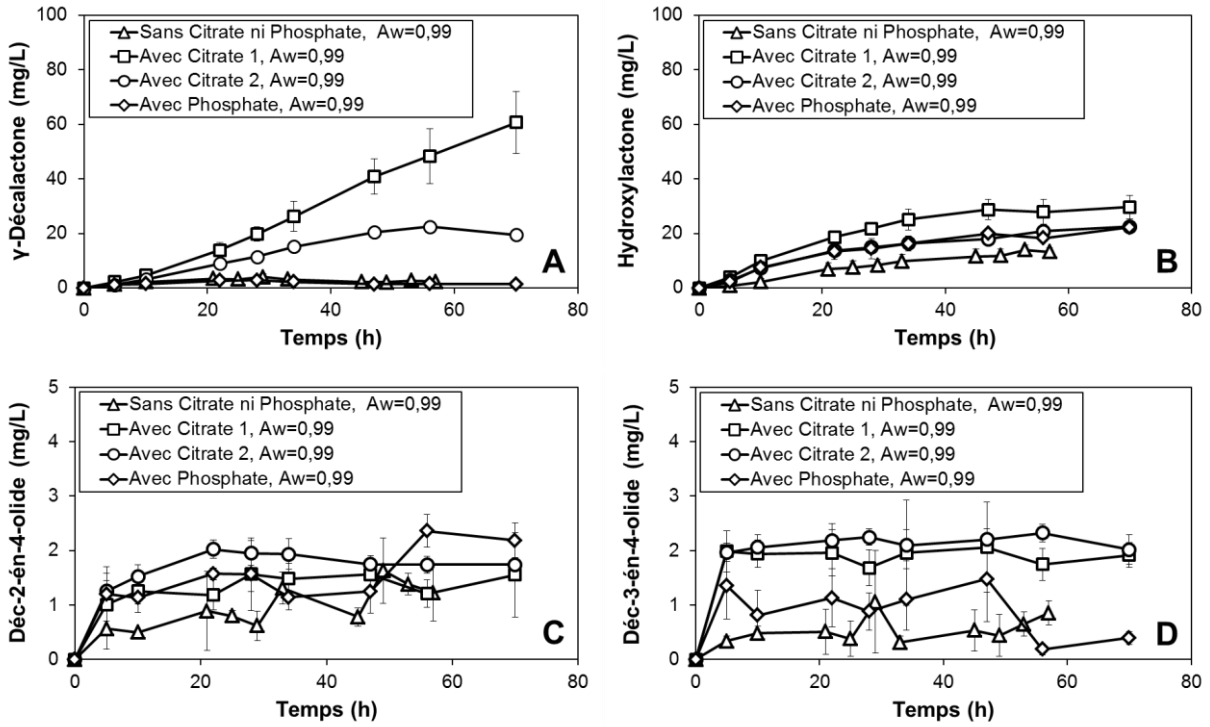 γ-Décalactone (mg/L)
100
80
60
40
20
0
Sans Citrate ni Phosphate, Aw=0,99
Avec Citrate 1, Aw=0,99
Avec Citrate 2, Aw=0,99
Avec Phosphate, Aw=0,99
A
0 20 40 60 80
Temps (h)
Hydroxylactone (mg/L)
100
80
60
40
20
0
Sans Citrate ni Phosphate, Aw=0,99
Avec Citrate 1, Aw=0,99
Avec Citrate 2, Aw=0,99
Avec Phosphate, Aw=0,99
B
0 20 40 60 80
Temps (h)
Déc-2-én-4-olide (mg/L)
5
4
3
2
1
0
Sans Citrate ni Phosphate, Aw=0,99
Avec Citrate 1, Aw=0,99
Avec Citrate 2, Aw=0,99
Avec Phosphate, Aw=0,99
C
0 20 40 60 80
Temps (h)
Déc-3-én-4-olide (mg/L)
5
4
3
2
1
0
Sans Citrate ni Phosphate, Aw=0,99
Avec Citrate 1, Aw=0,99
Avec Citrate 2, Aw=0,99
Avec Phosphate, Aw=0,99
D
0 20 40 60 80
Temps (h)